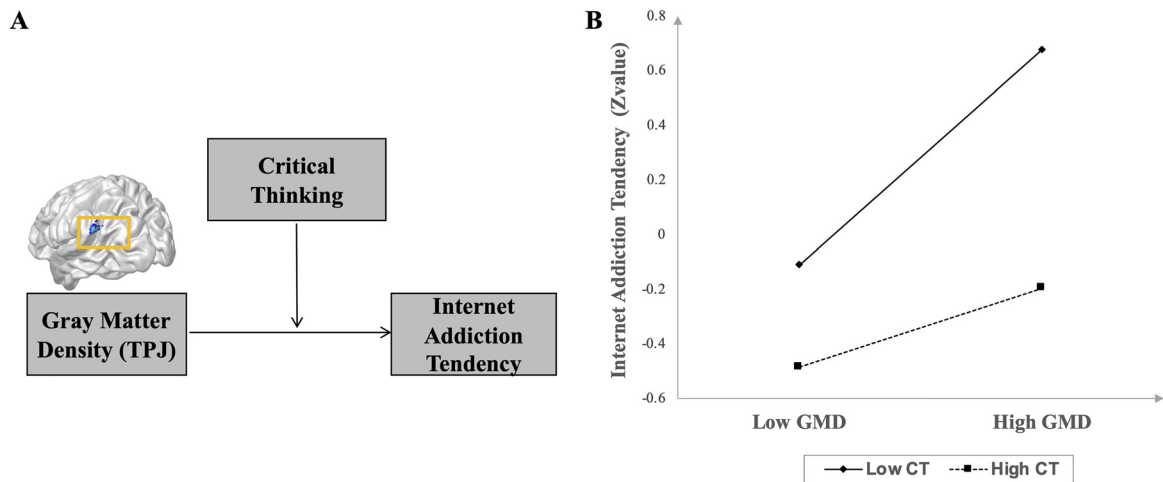 A
Critical
Thinking
Gray Matter
Density (TPJ)
Internet
Addiction
Tendency
B
Internet Addiction Tendency (Zvalue)
0.8
0.6
0.4
0.2
0
-0.2
-0.4
-0.6
Low GMD High GMD
Low CT High CT